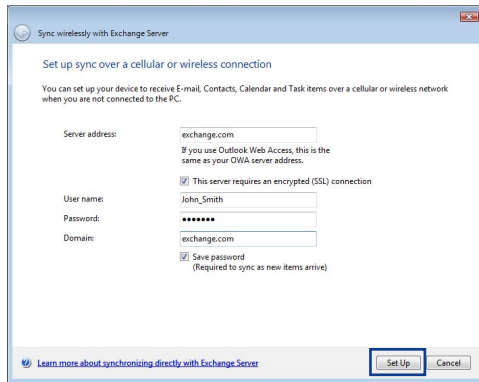 Sync wirelessly with Exchange Server
Set up sync over a cellular or wireless connection
You can set up your device to receive E-mail, Contacts, Calendar and Task items over a cellular or wireless network
when you are not connected to the PC.
Server address: exchange.com
If you use Outlook Web Access, this is the
same as your OWA server address.
This server requires an encrypted (SSL) connection
User name: John_Smith
Password: •••••••
Domain: exchange.com
Save password
(Required to sync as new items arrive)
Learn more about synchronizing directly with Exchange Server Set Up Cancel